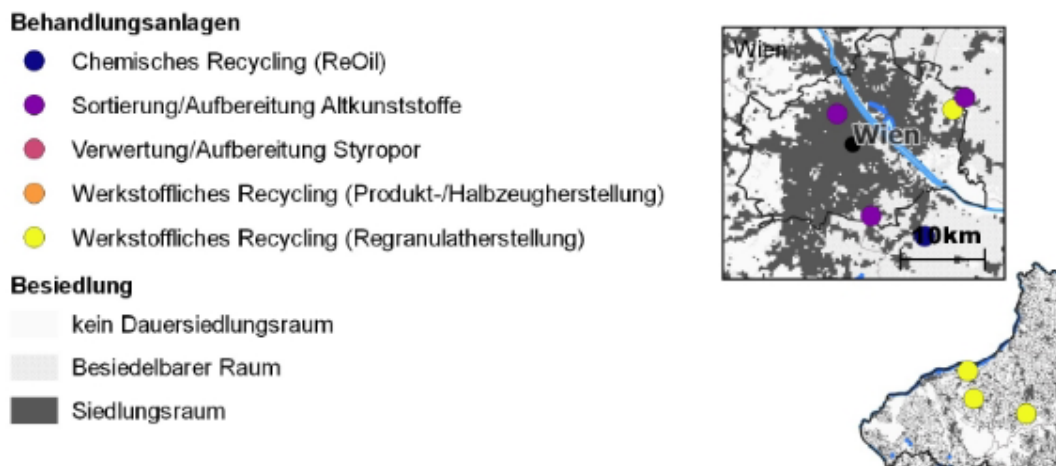 Behandlungsanlagen
Chemisches Recycling (ReOil)
Sortierung/Aufbereitung Altkunststoffe
Verwertung/Aufbereitung Styropor
Werkstoffliches Recycling (Produkt-/Halbzeugherstellung)
Werkstoffliches Recycling (Regranulatherstellung)
Besiedlung
kein Dauersiedlungsraum
Besiedelbarer Raum
Siedlungsraum
Wien
Wien
10km